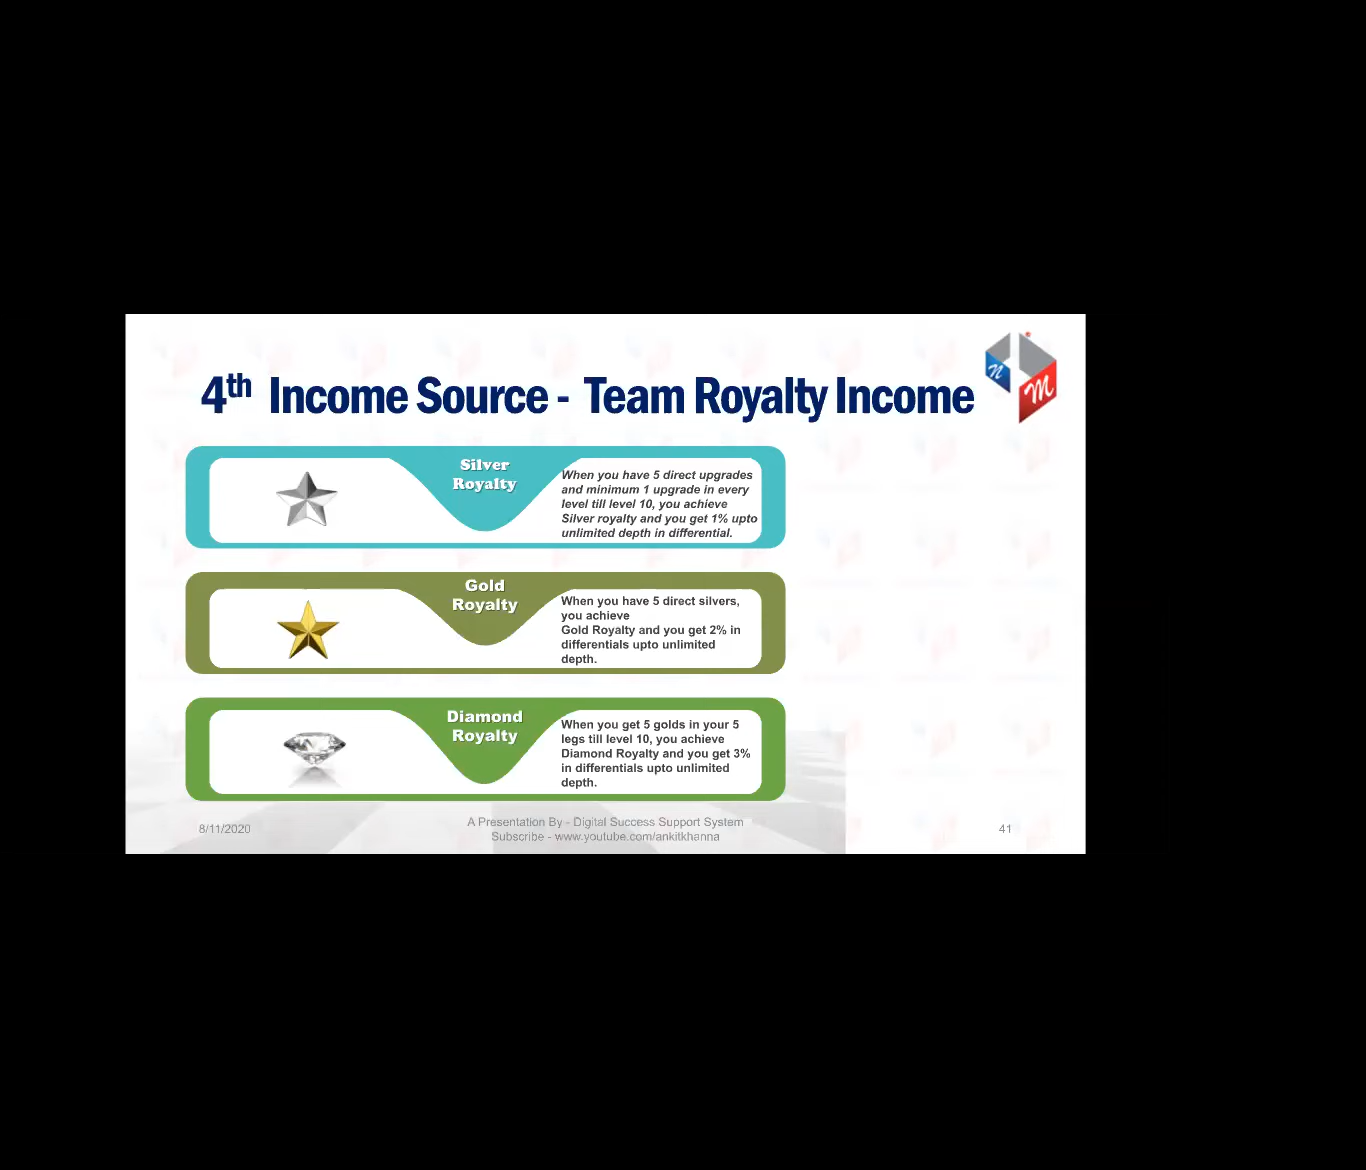 4th Income Source - Team Royalty Income
n
M
Silver
Royalty
When you have 5 direct upgrades
and minimum 1 upgrade in every
level till level 10, you achieve
Silver royalty and you get 1% upto
unlimited depth in differential.
Gold
Royalty
When you have 5 direct silvers,
you achieve
Gold Royalty and you get 2% in
differentials upto unlimited
depth.
Diamond
Royalty
When you get 5 golds in your 5
legs till level 10, you achieve
Diamond Royalty and you get 3%
in differentials upto unlimited
depth.
8/11/2020
A Presentation By - Digital Success Support System
Subscribe - www.youtube.com/ankitkhanna
41